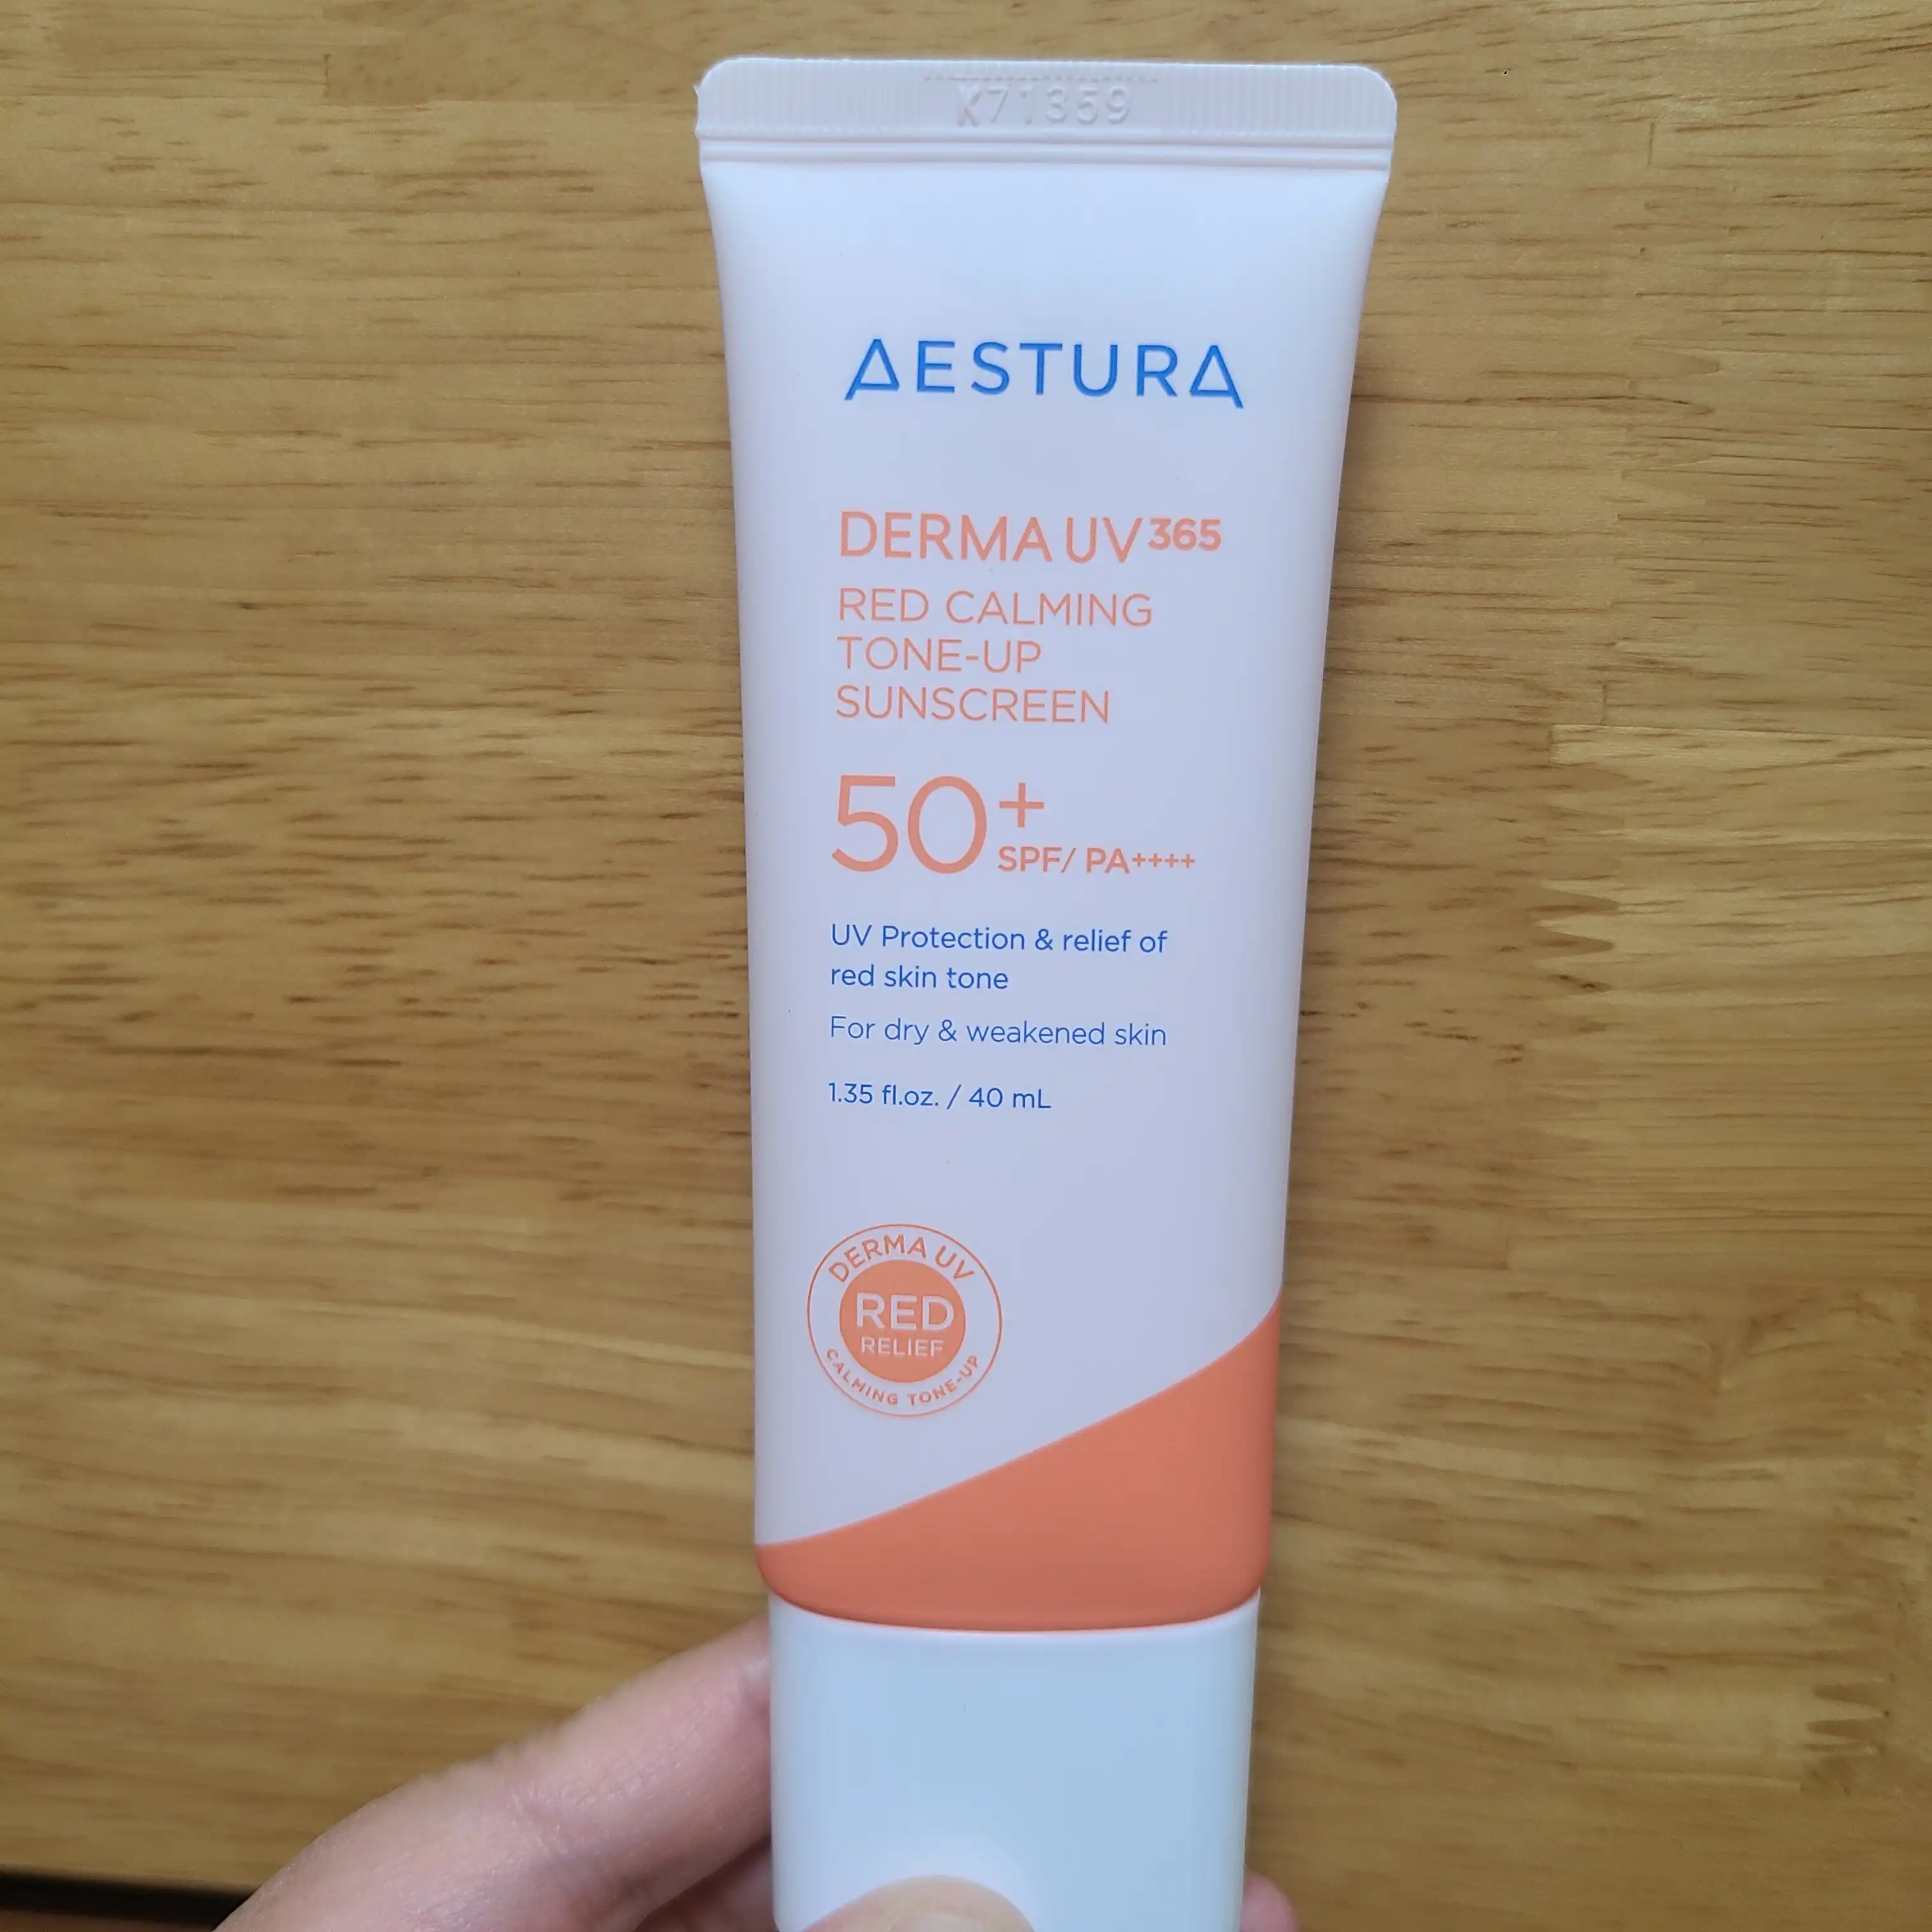 K71359
AESTURA
DERMA UV365
RED CALMING
TONE-UP
SUNSCREEN
50+
SPF/ PA++++
UV Protection & relief of
red skin tone
For dry & weakened skin
1.35 fl.oz. / 40 mL
DERMA UV
RED
RELIEF
CALMING TONE-UP